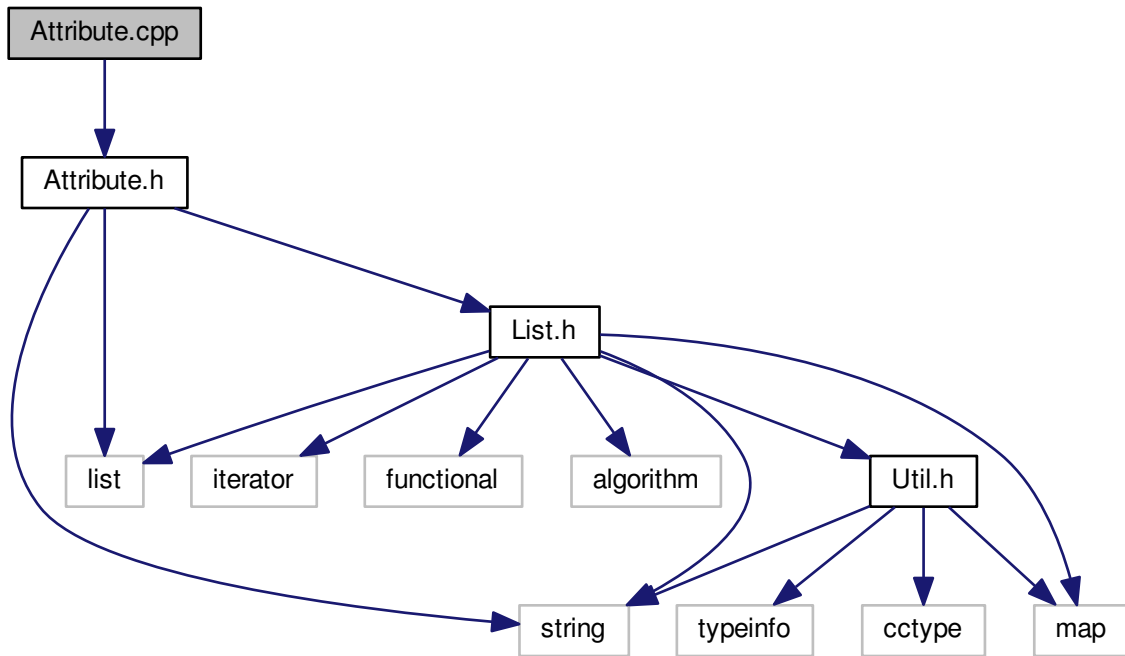 Attribute.cpp
Attribute.h
List.h
list
iterator
functional
algorithm
Util.h
string
typeinfo
cctype
map